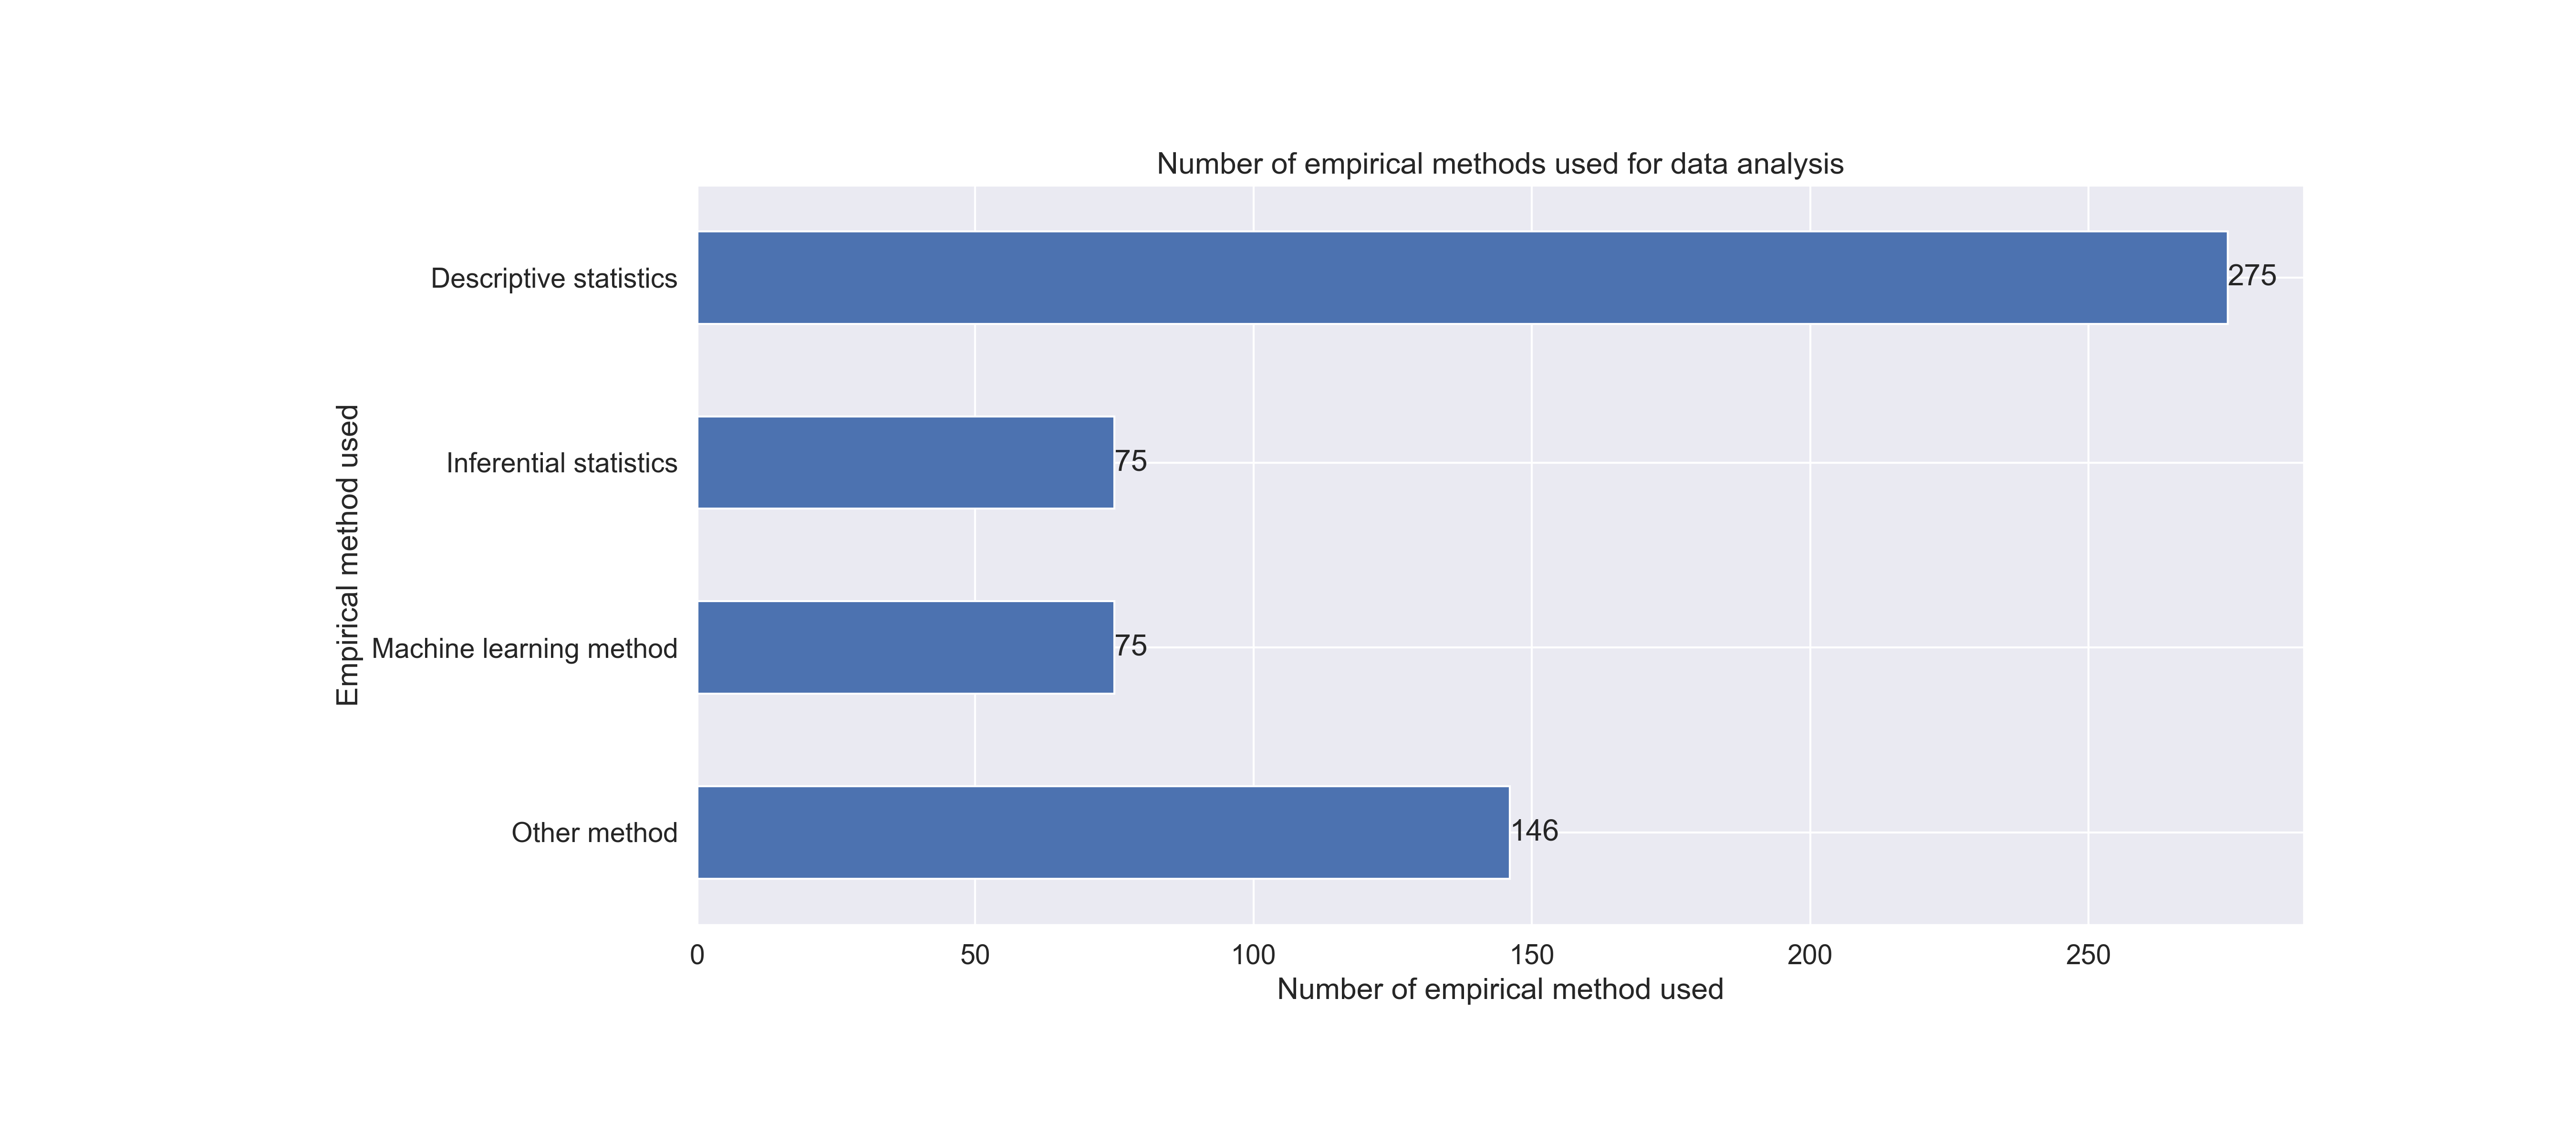 Number of empirical methods used for data analysis
Empirical method used
Descriptive statistics
275
Inferential statistics
75
Machine learning method
75
Other method
146
0 50 100 150 200 250
Number of empirical method used